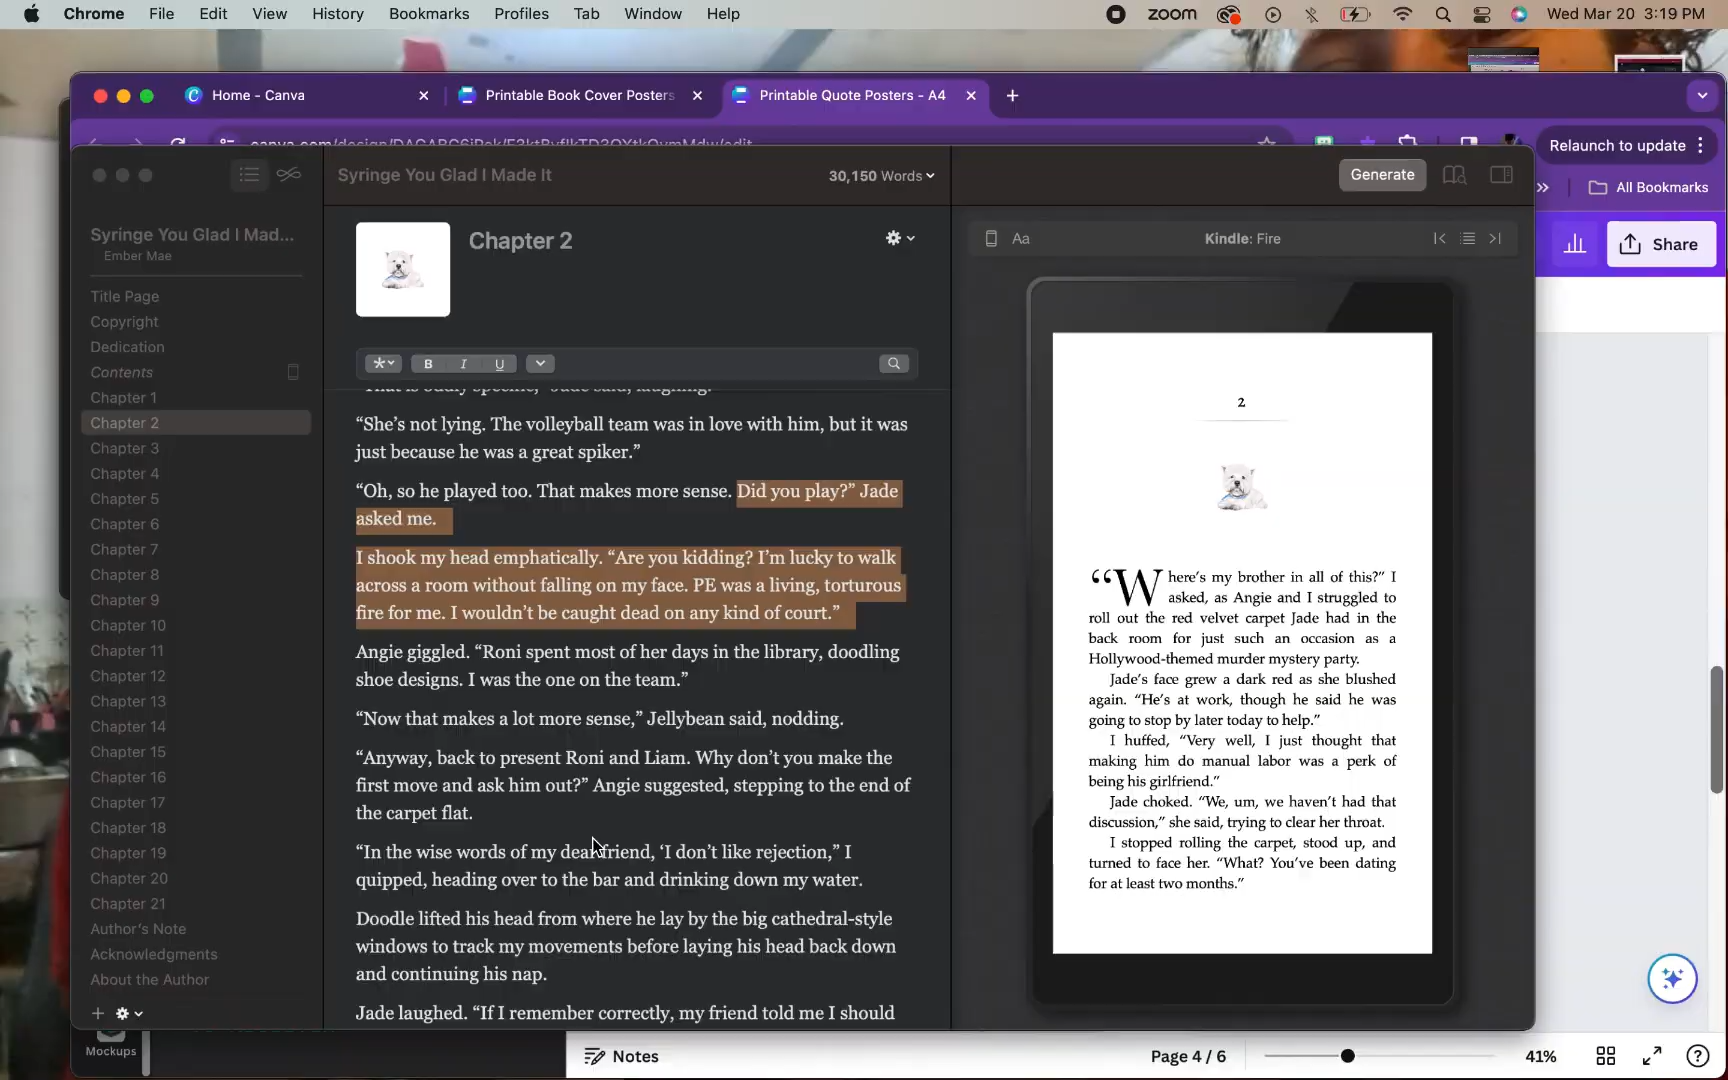 Chrome File Edit View History Bookmarks Profiles Tab Window Help zoom Wed Mar 20 3:19 PM
Home - Canva
Printable Book Cover Posters
Printable Quote Posters - A4
Relaunch to update
Syringe You Glad I Made It
30,150 Words
Generate
All Bookmarks
Syringe You Glad I Mad...
Ember Mae
Chapter 2
Aa
Kindle: Fire
Share
Title Page
Copyright
Dedication
Contents
Chapter 1
Chapter 2
Chapter 3
Chapter 4
Chapter 5
Chapter 6
Chapter 7
Chapter 8
Chapter 9
Chapter 10
Chapter 11
Chapter 12
Chapter 13
Chapter 14
Chapter 15
Chapter 16
Chapter 17
Chapter 18
Chapter 19
Chapter 20
Chapter 21
Author's Note
Acknowledgments
About the Author
B I U
“She’s not lying. The volleyball team was in love with him, but it was
just because he was a great spiker.”
“Oh, so he played too. That makes more sense. Did you play?” Jade
asked me.
I shook my head emphatically. “Are you kidding? I’m lucky to walk
across a room without falling on my face. PE was a living, torturous
fire for me. I wouldn’t be caught dead on any kind of court.”
Angie giggled. “Roni spent most of her days in the library, doodling
shoe designs. I was the one on the team.”
“Now that makes a lot more sense,” Jellybean said, nodding.
“Anyway, back to present Roni and Liam. Why don’t you make the
first move and ask him out?” Angie suggested, stepping to the end of
the carpet flat.
“In the wise words of my dear friend, ‘I don’t like rejection,” I
quipped, heading over to the bar and drinking down my water.
Doodle lifted his head from where he lay by the big cathedral-style
windows to track my movements before laying his head back down
and continuing his nap.
Jade laughed. “If I remember correctly, my friend told me I should
2
“Where’s my brother in all of this?” I
asked, as Angie and I struggled to
roll out the red velvet carpet Jade had in the
back room for just such an occasion as a
Hollywood-themed murder mystery party.
Jade’s face grew a dark red as she blushed
again. “He’s at work, though he said he was
going to stop by later today to help.”
I huffed, “Very well, I just thought that
making him do manual labor was a perk of
being his girlfriend.”
Jade choked. “We, um, we haven’t had that
discussion,” she said, trying to clear her throat.
I stopped rolling the carpet, stood up, and
turned to face her. “What? You’ve been dating
for at least two months.”
Mockups
Notes
Page 4 / 6
41%